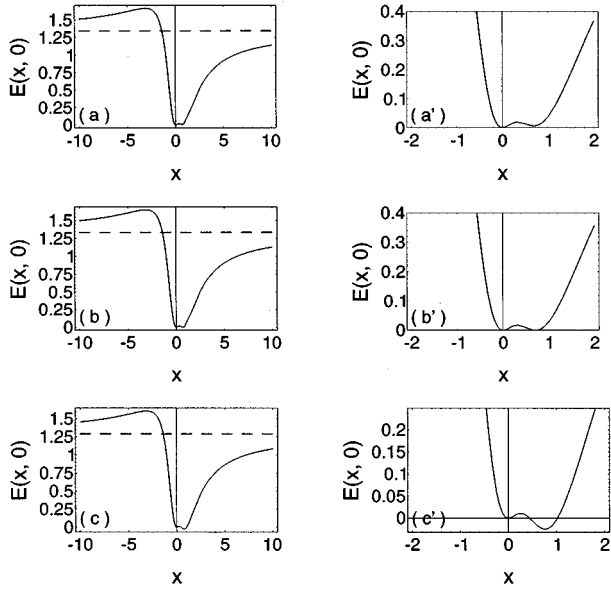 E(x, 0)
1.5
1.25
1
0.75
0.5
0.25
0
(a)
-10 -5 0 5 10
x
E(x, 0)
0.4
0.3
0.2
0.1
0
(a')
-2 -1 0 1 2
x
E(x, 0)
1.5
1.25
1
0.75
0.5
0.25
0
(b)
-10 -5 0 5 10
x
E(x, 0)
0.4
0.3
0.2
0.1
0
(b')
-2 -1 0 1 2
x
E(x, 0)
1.5
1.25
1
0.75
0.5
0.25
0
(c)
-10 -5 0 5 10
x
E(x, 0)
0.2
0.15
0.1
0.05
0
(c')
-2 -1 0 1 2
x